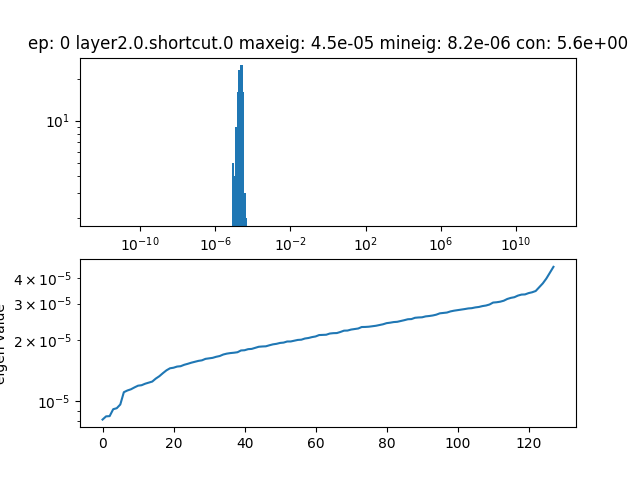 ep: 0 layer2.0.shortcut.0 maxeig: 4.5e-05 mineig: 8.2e-06 con: 5.6e+00
10¹
10⁻¹⁰ 10⁻⁶ 10⁻² 10² 10⁶ 10¹⁰
4 × 10⁻⁵
3 × 10⁻⁵
2 × 10⁻⁵
10⁻⁵
eigen value
0 20 40 60 80 100 120